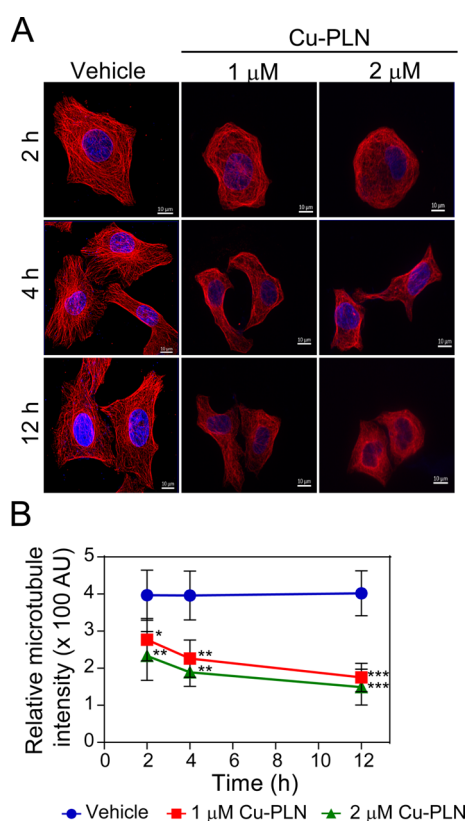 A
Cu-PLN
Vehicle 1 μM 2 μM
2 h
10 μm 10 μm 10 μm
4 h
10 μm 10 μm 10 μm
12 h
10 μm 10 μm 10 μm
B
Relative microtubule
intensity (x 100 AU)
5
4
3
2
1
0
* ** ***
** ** ***
0 2 4 6 8 10 12
Time (h)
Vehicle 1 μM Cu-PLN 2 μM Cu-PLN